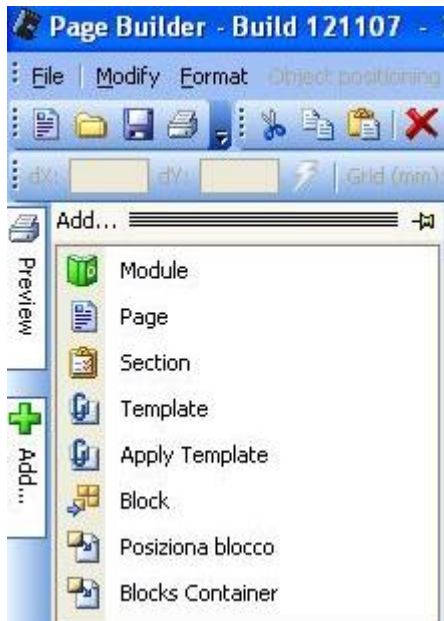 Page Builder - Build 121107 -
File Modify Format Object positioning
dX: dY: Grid (mm):
Add...
Preview
Module
Page
Section
Template
Add...
Apply Template
Block
Posiziona blocco
Blocks Container